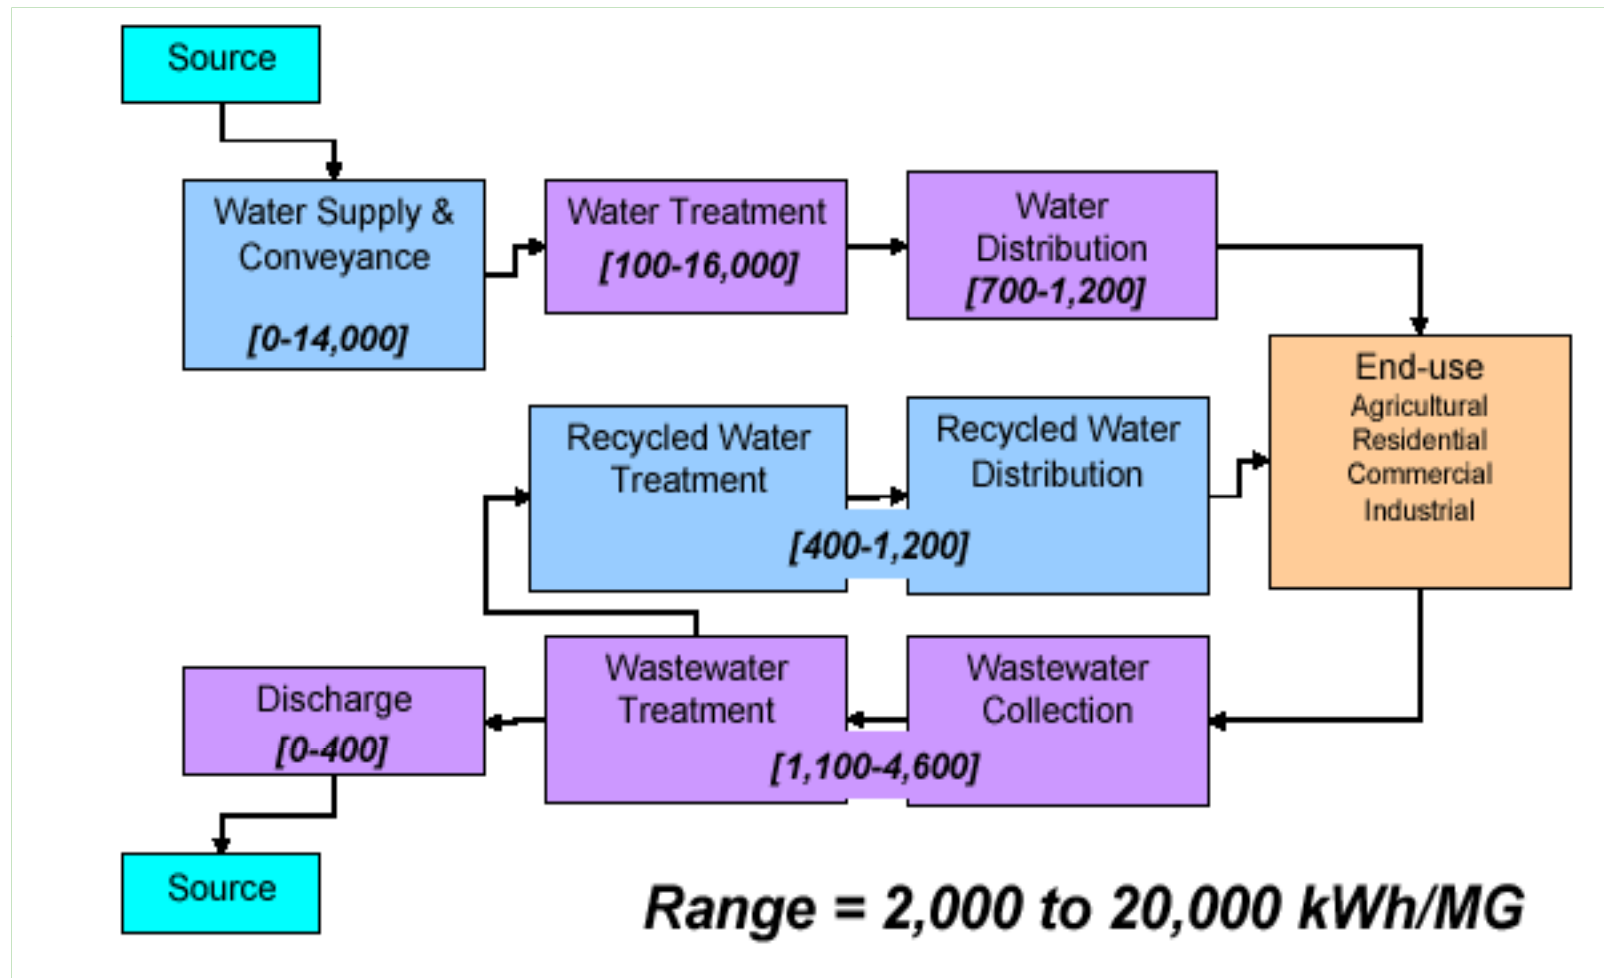 Source
Water Supply &
Conveyance
[0-14,000]
Water Treatment
[100-16,000]
Water
Distribution
[700-1,200]
End-use
Agricultural
Residential
Commercial
Industrial
Recycled Water
Treatment
Recycled Water
Distribution
[400-1,200]
Wastewater
Treatment
Wastewater
Collection
[1,100-4,600]
Discharge
[0-400]
Source
Range = 2,000 to 20,000 kWh/MG